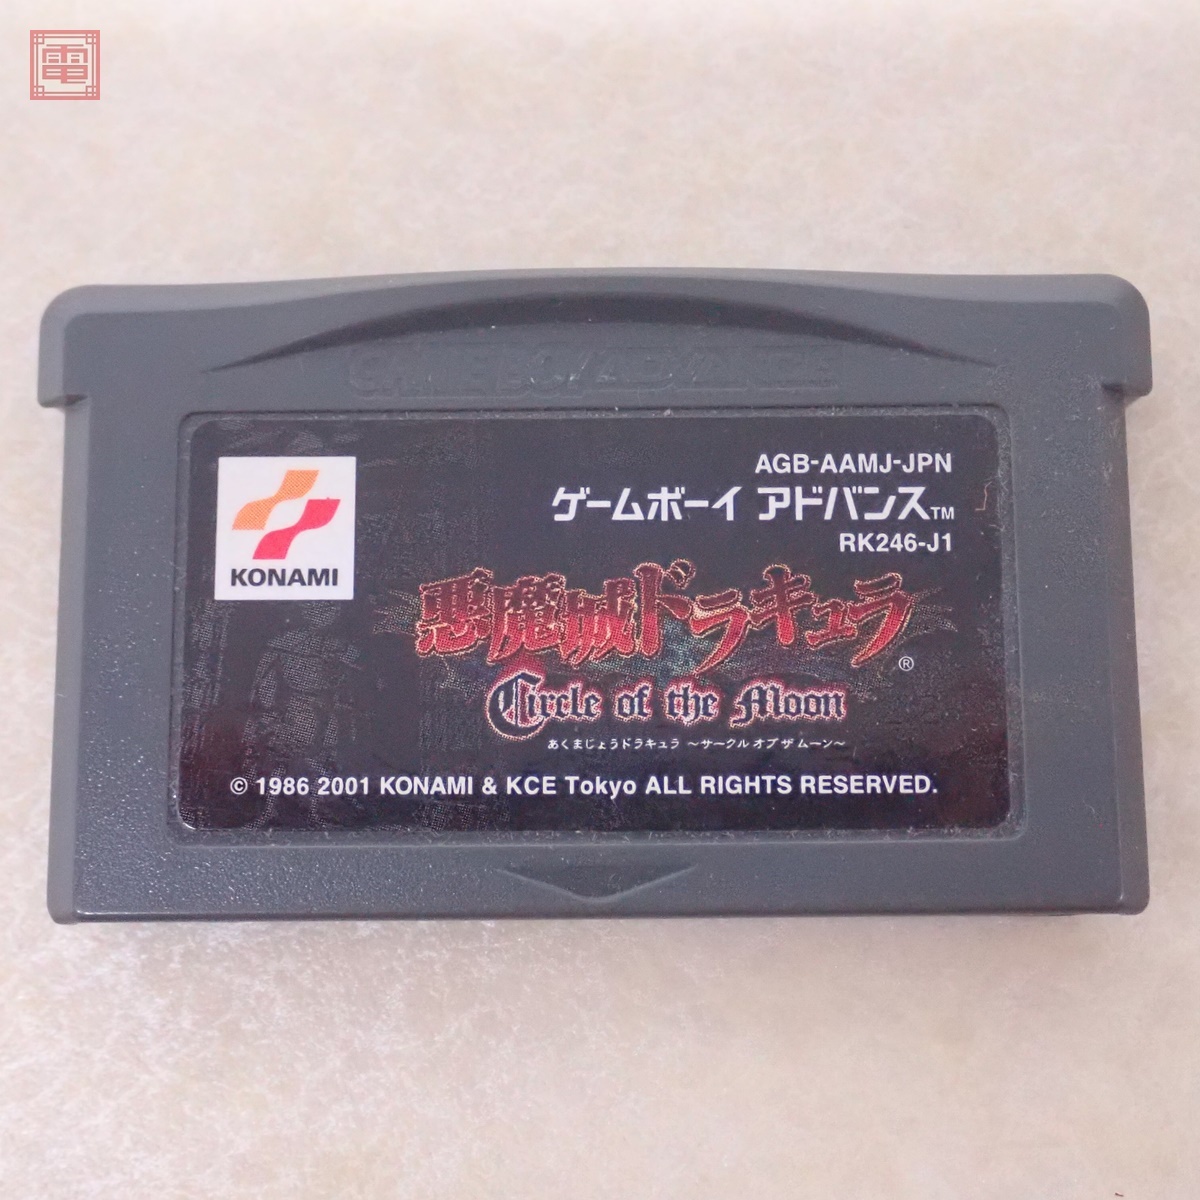 電
GAME BOY ADVANCE
KONAMI
AGB-AAMJ-JPN
ゲームボーイ アドバンス™
RK246-J1
悪魔城ドラキュラ®
Circle of the Moon
あくまじょうドラキュラ ～サークル オブ ザ ムーン～
© 1986 2001 KONAMI & KCE Tokyo ALL RIGHTS RESERVED.